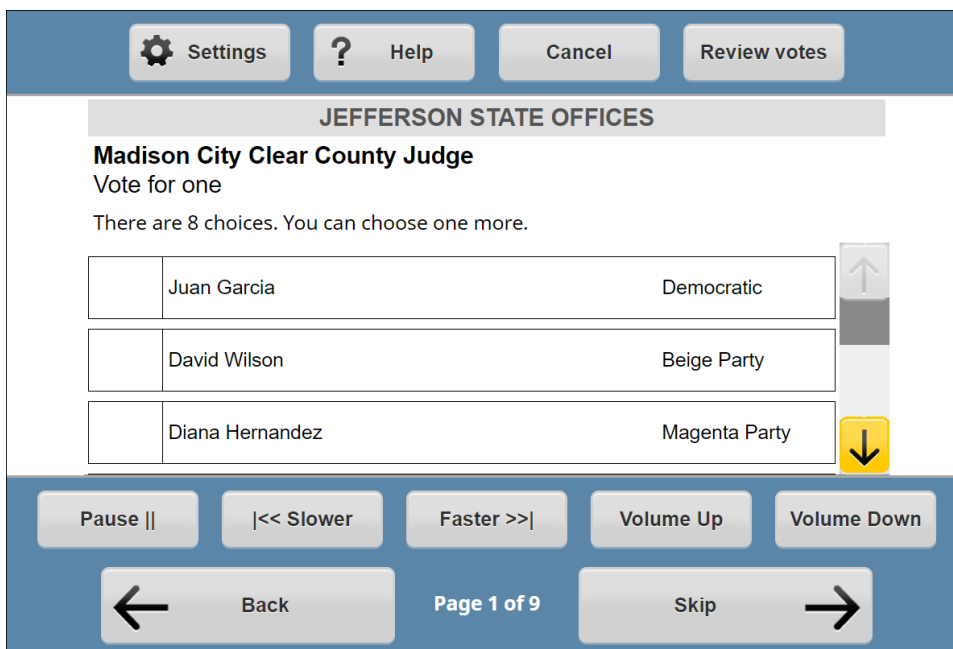 Settings ? Help Cancel Review votes
JEFFERSON STATE OFFICES
Madison City Clear County Judge
Vote for one
There are 8 choices. You can choose one more.
Juan Garcia Democratic
David Wilson Beige Party
Diana Hernandez Magenta Party
Pause || |<< Slower Faster >>| Volume Up Volume Down
Back Page 1 of 9 Skip